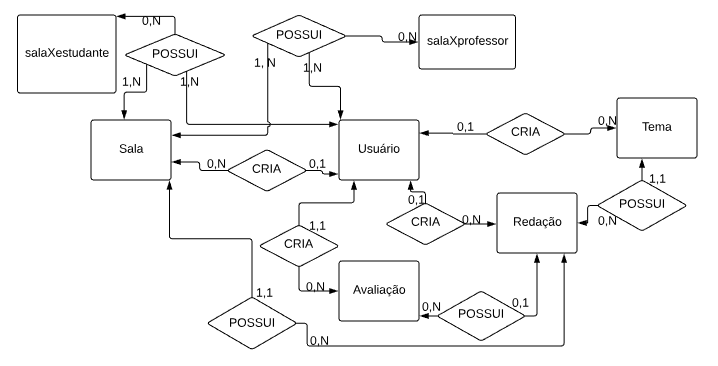 0,N
salaXestudante
POSSUI
1,N
1,N
POSSUI
0,N
salaXprofessor
1, N
1,N
Sala
Usuário
0,1
CRIA
0,N
Tema
0,N
CRIA
0,1
1,1
POSSUI
0,N
0,1
CRIA
0,N
Redação
1,1
CRIA
0,N
Avaliação
0,N
POSSUI
0,1
1,1
POSSUI
0,N